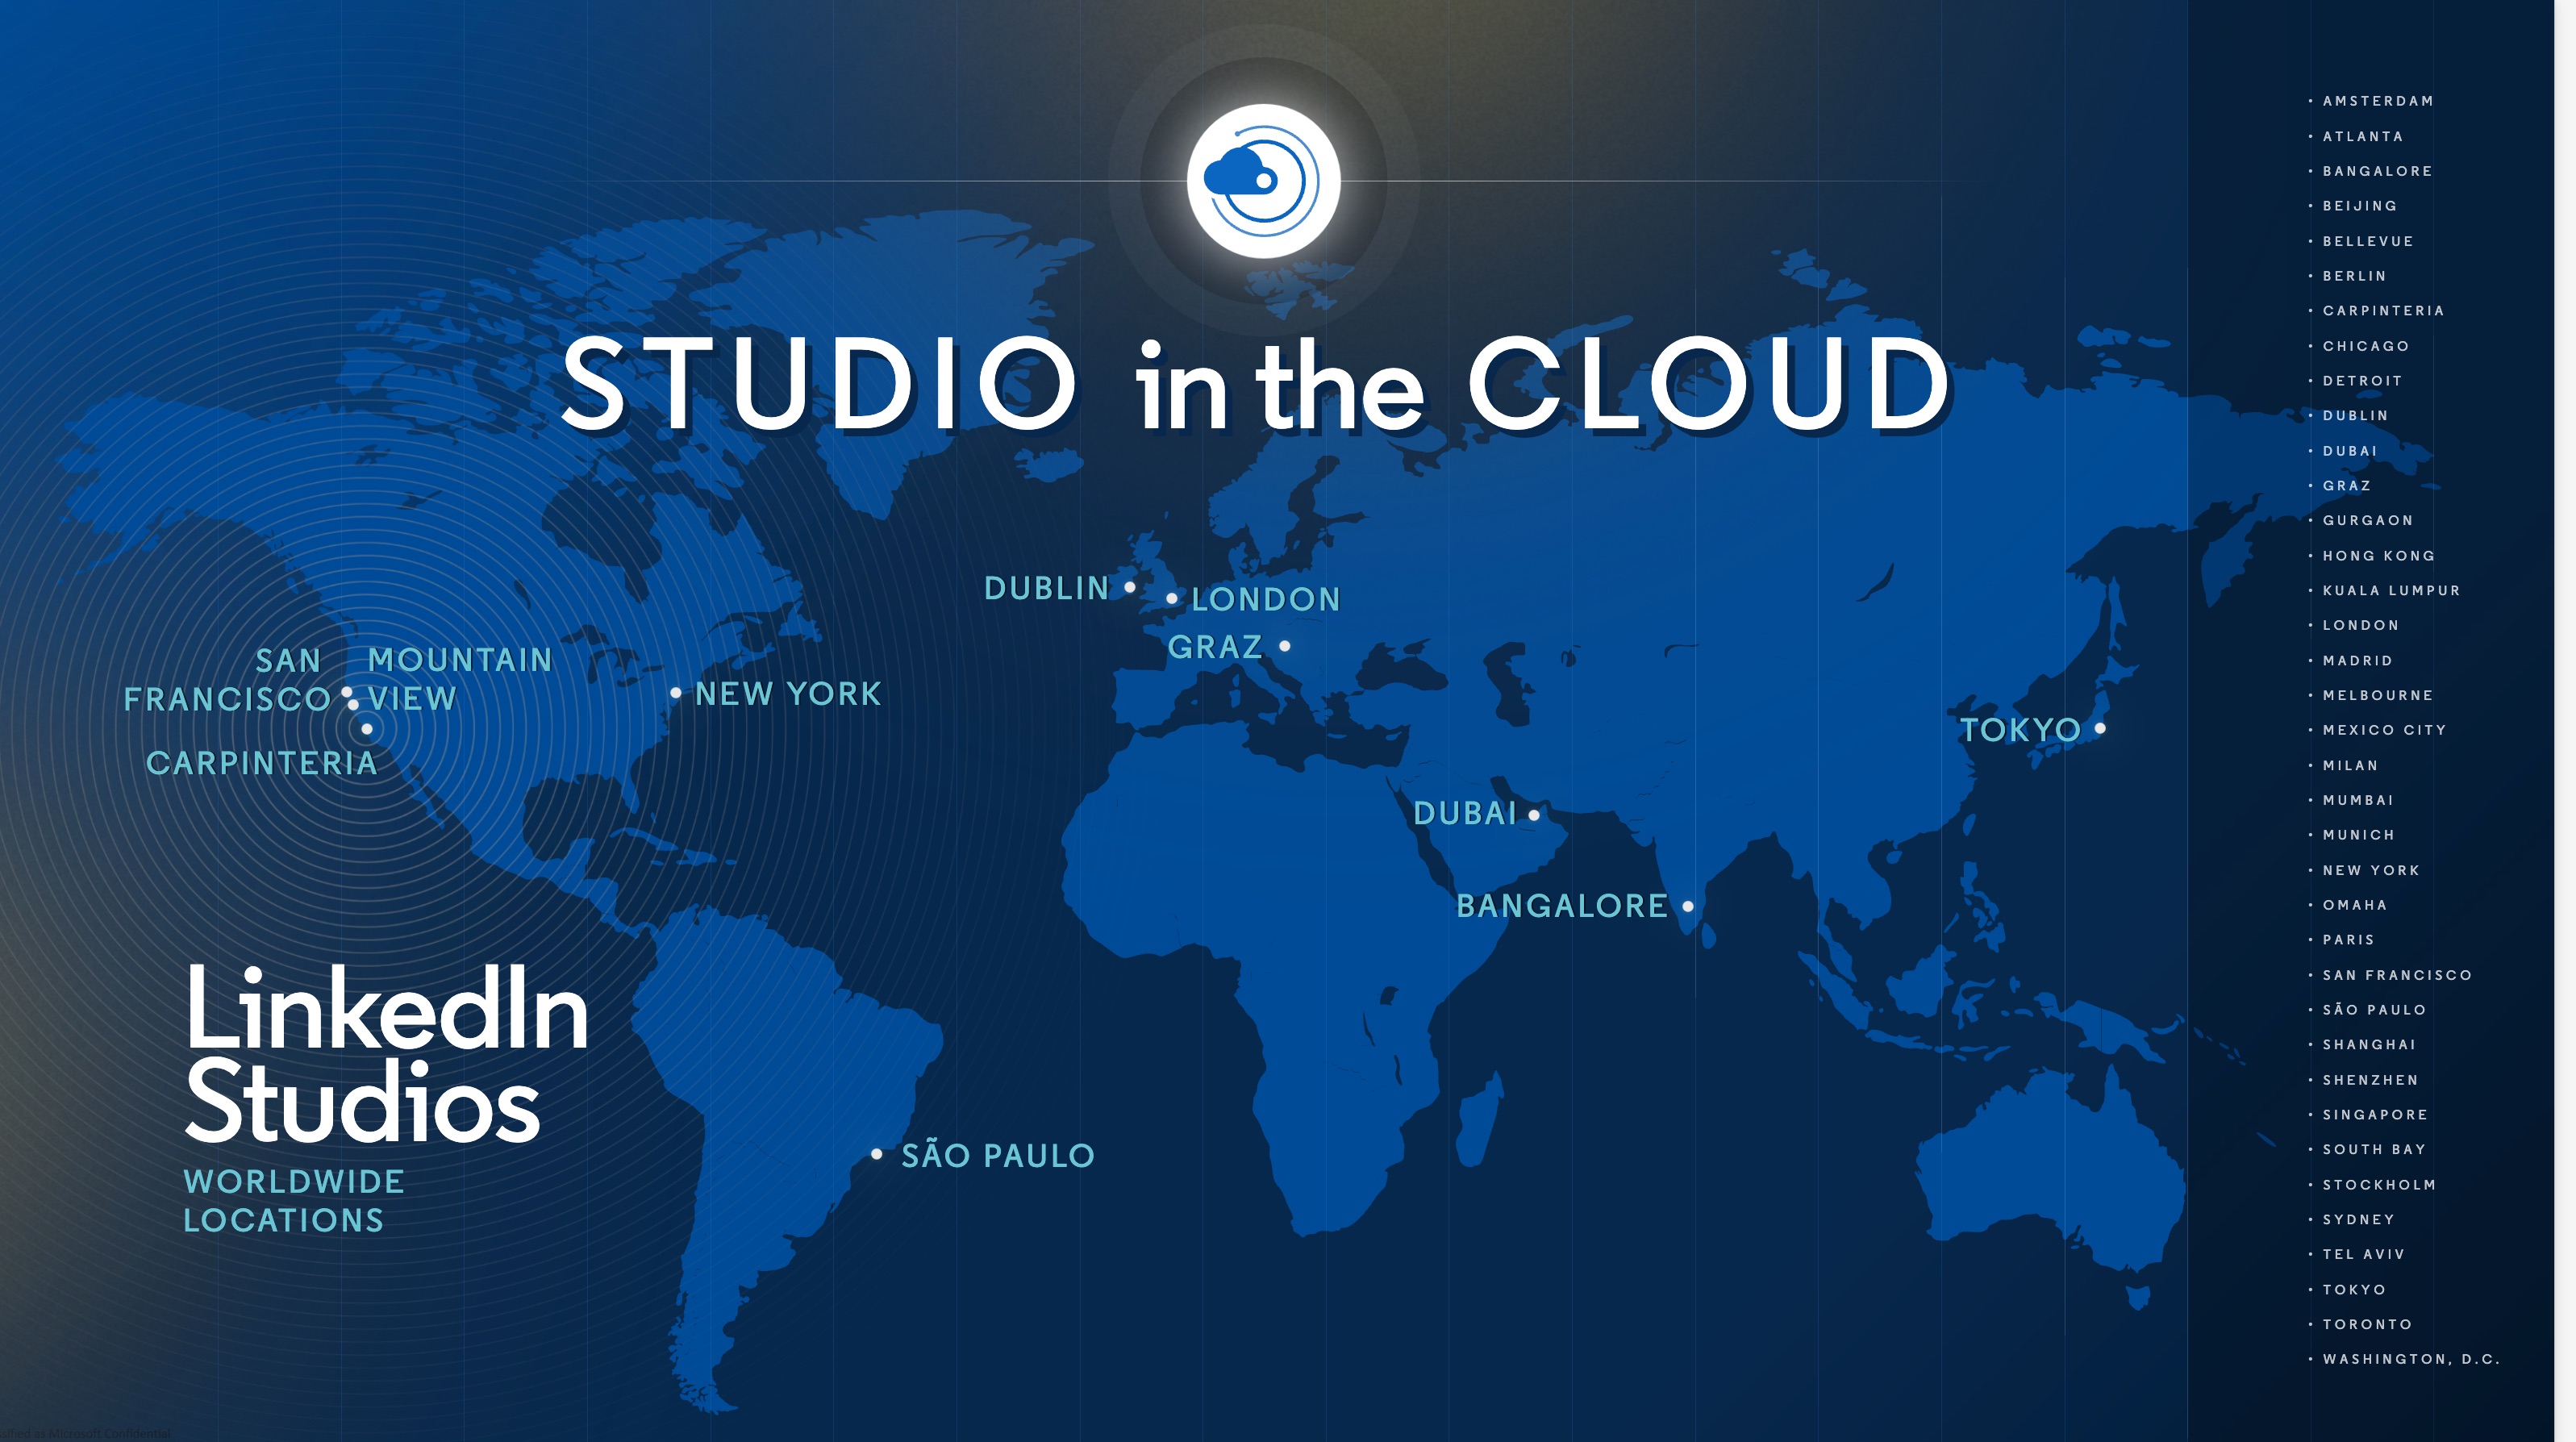 STUDIO in the CLOUD
DUBLIN
LONDON
GRAZ
SAN
FRANCISCO
MOUNTAIN
VIEW
CARPINTERIA
NEW YORK
TOKYO
DUBAI
BANGALORE
SÃO PAULO
LinkedIn
Studios
WORLDWIDE
LOCATIONS
• AMSTERDAM
• ATLANTA
• BANGALORE
• BEIJING
• BELLEVUE
• BERLIN
• CARPINTERIA
• CHICAGO
• DETROIT
• DUBLIN
• DUBAI
• GRAZ
• GURGAON
• HONG KONG
• KUALA LUMPUR
• LONDON
• MADRID
• MELBOURNE
• MEXICO CITY
• MILAN
• MUMBAI
• MUNICH
• NEW YORK
• OMAHA
• PARIS
• SAN FRANCISCO
• SÃO PAULO
• SHANGHAI
• SHENZHEN
• SINGAPORE
• SOUTH BAY
• STOCKHOLM
• SYDNEY
• TEL AVIV
• TOKYO
• TORONTO
• WASHINGTON, D.C.
as Microsoft Confidential